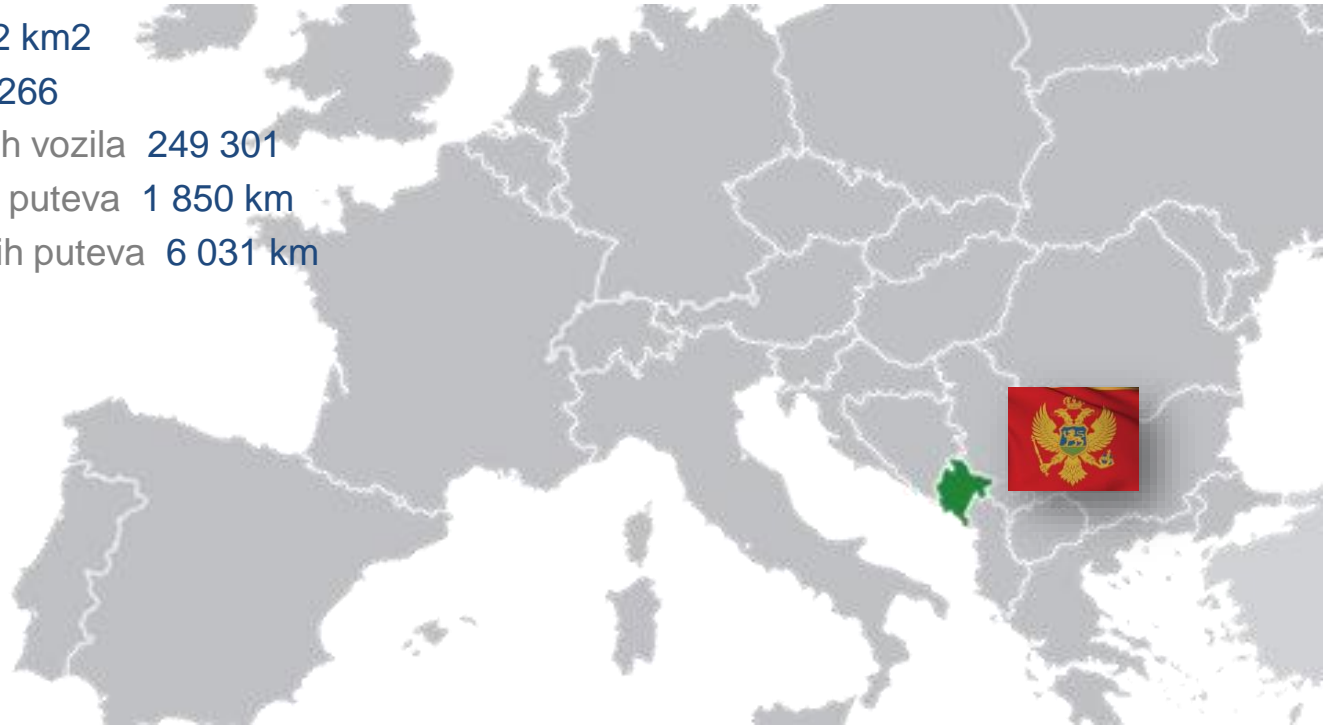 2 km2
266
h vozila 249 301
puteva 1 850 km
ih puteva 6 031 km